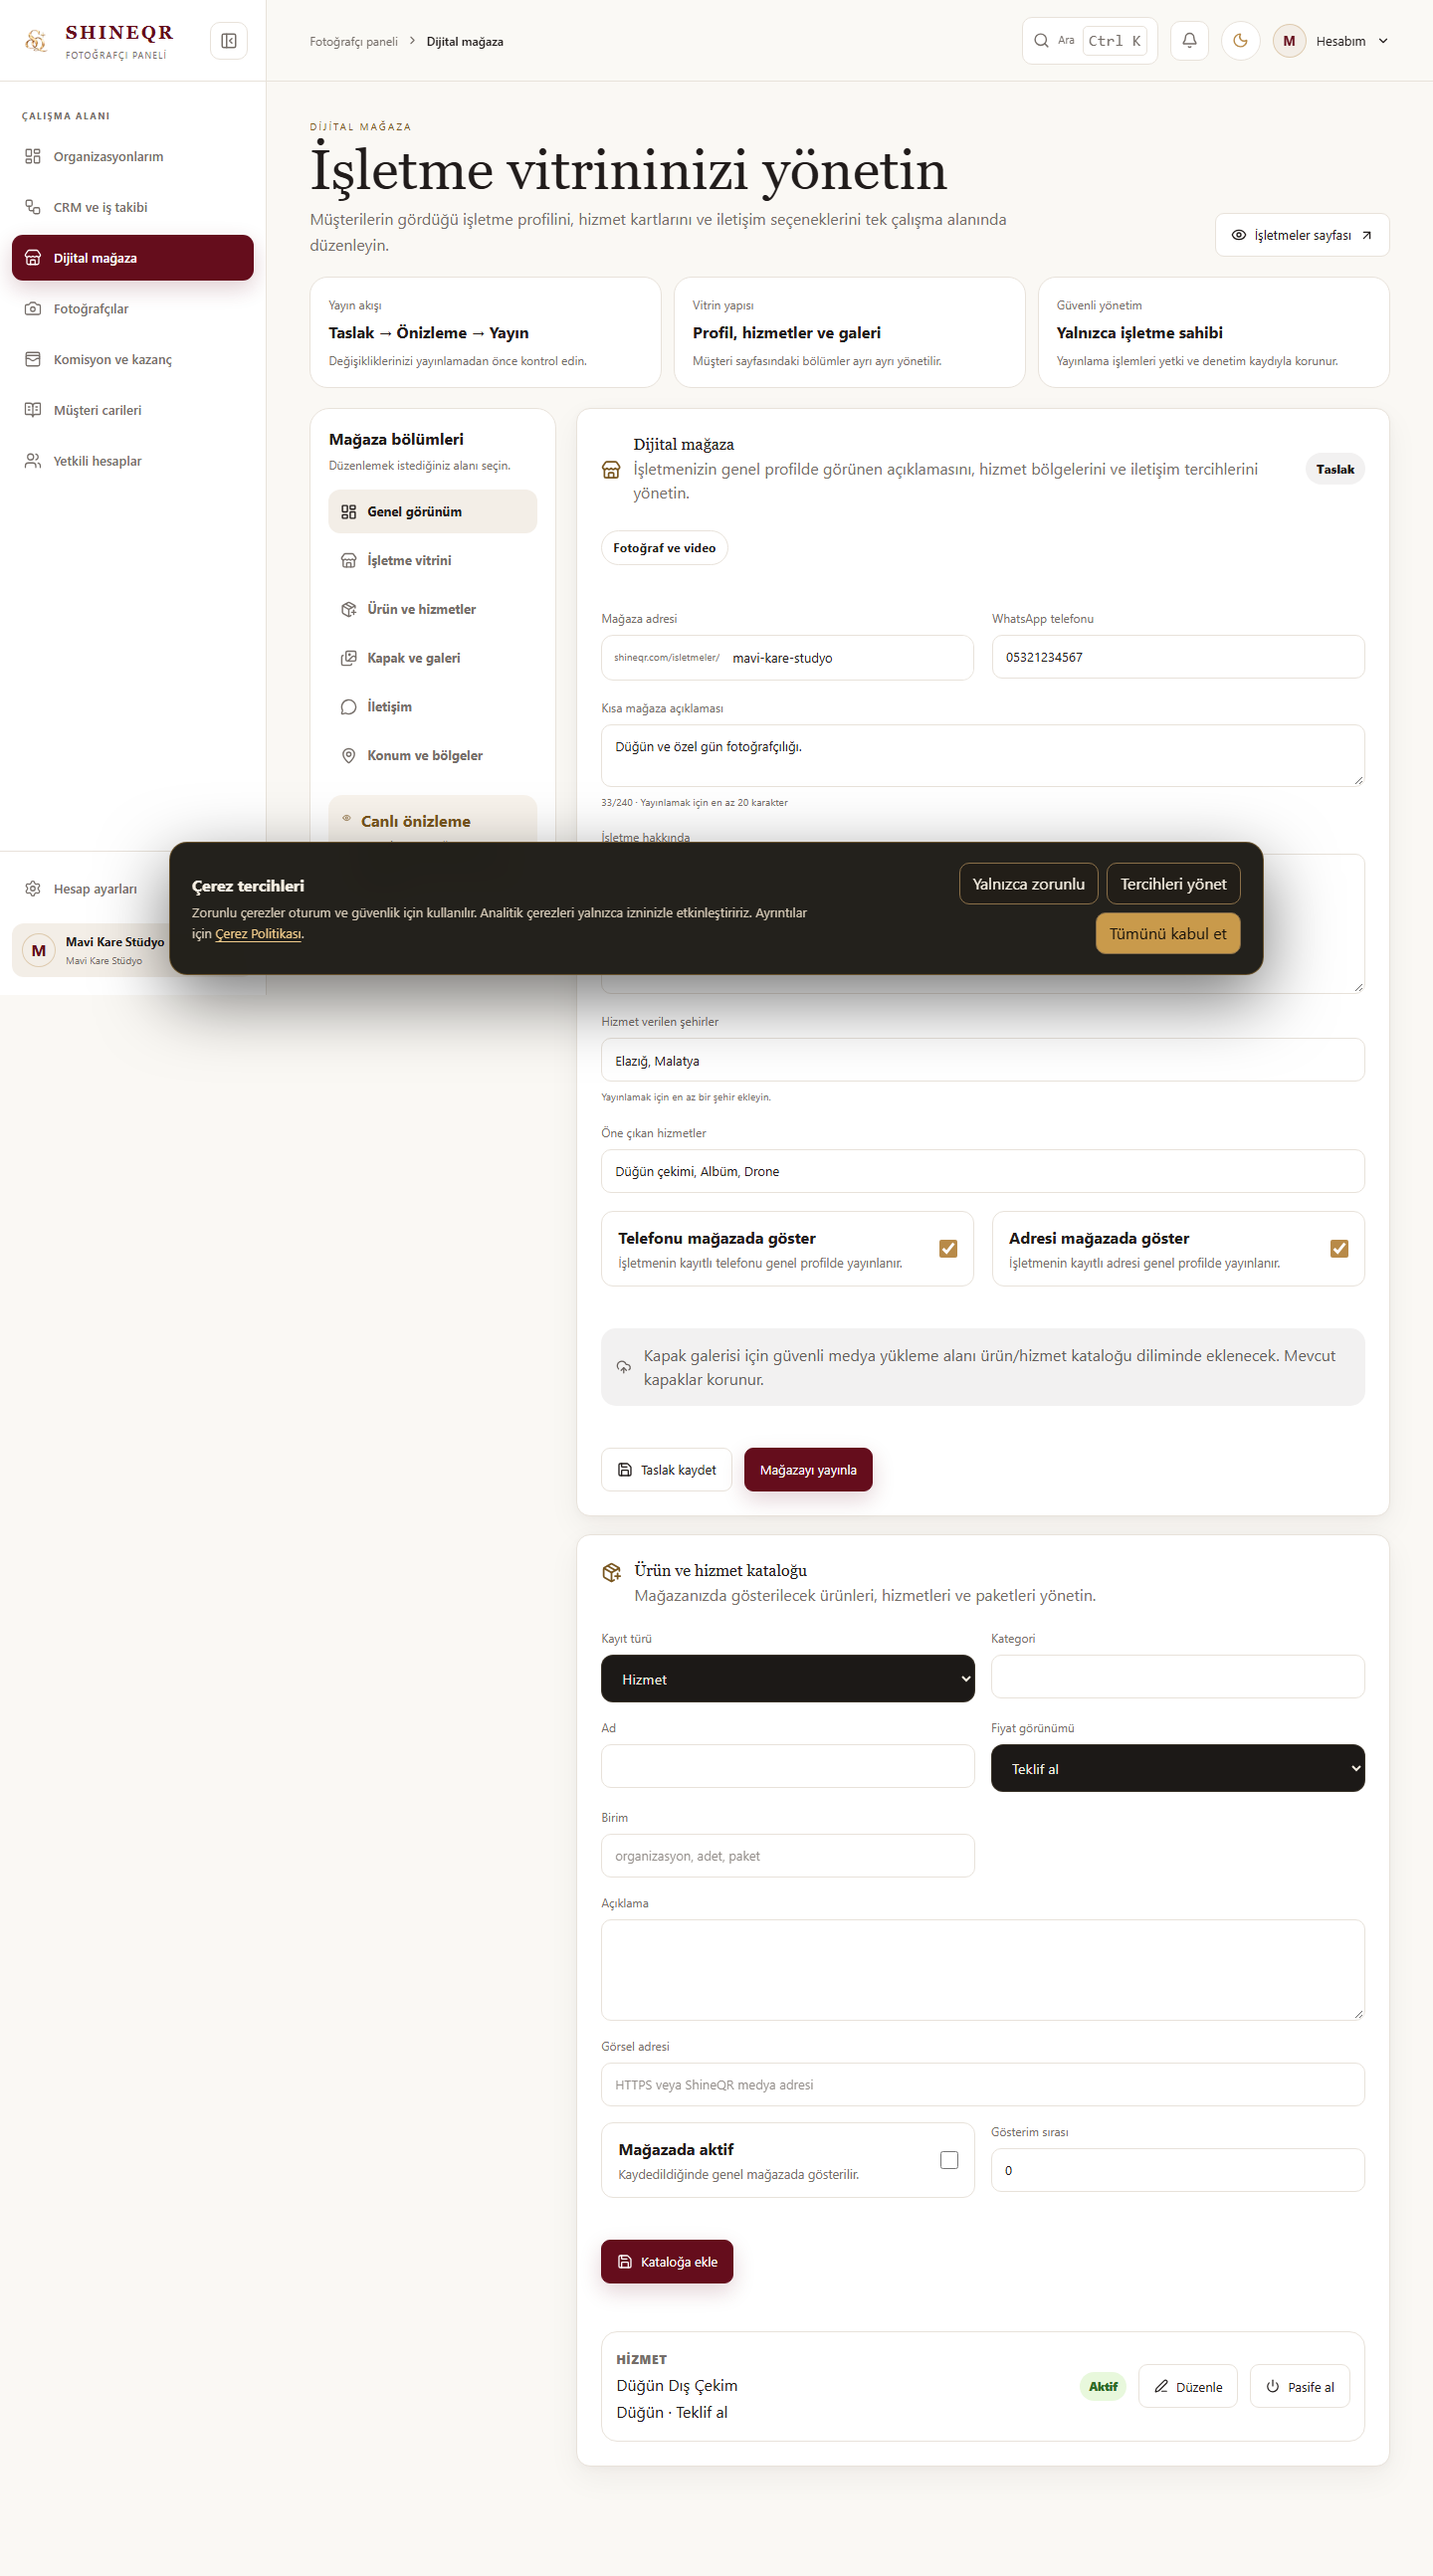 SHINEQR
FOTOĞRAFÇI PANELİ
Fotoğrafçı paneli > Dijital mağaza
Ara Ctrl K
M Hesabım
ÇALIŞMA ALANI
Organizasyonlarım
CRM ve iş takibi
Dijital mağaza
Fotoğrafçılar
Komisyon ve kazanç
Müşteri carileri
Yetkili hesaplar
Hesap ayarları
M Mavi Kare Stüdyo
Mavi Kare Stüdyo
DİJİTAL MAĞAZA
İşletme vitrininizi yönetin
Müşterilerin gördüğü işletme profilini, hizmet kartlarını ve iletişim seçeneklerini tek çalışma alanında
düzenleyin.
İşletmeler sayfası
Yayın akışı
Taslak → Önizleme → Yayın
Değişikliklerinizi yayınlamadan önce kontrol edin.
Vitrin yapısı
Profil, hizmetler ve galeri
Müşteri sayfasındaki bölümler ayrı ayrı yönetilir.
Güvenli yönetim
Yalnızca işletme sahibi
Yayınlama işlemleri yetki ve denetim kaydıyla korunur.
Mağaza bölümleri
Düzenlemek istediğiniz alanı seçin.
Genel görünüm
İşletme vitrini
Ürün ve hizmetler
Kapak ve galeri
İletişim
Konum ve bölgeler
Canlı önizleme
Dijital mağaza
İşletmenizin genel profilde görünen açıklamasını, hizmet bölgelerini ve iletişim tercihlerini
yönetin.
Taslak
Fotoğraf ve video
Mağaza adresi
shineqr.com/isletmeler/ mavi-kare-studyo
WhatsApp telefonu
05321234567
Kısa mağaza açıklaması
Düğün ve özel gün fotoğrafçılığı.
33/240 · Yayınlamak için en az 20 karakter
İşletme hakkında
Çerez tercihleri
Zorunlu çerezler oturum ve güvenlik için kullanılır. Analitik çerezleri yalnızca izninizle etkinleştiririz. Ayrıntılar
için Çerez Politikası.
Yalnızca zorunlu
Tercihleri yönet
Tümünü kabul et
Hizmet verilen şehirler
Elazığ, Malatya
Yayınlamak için en az bir şehir ekleyin.
Öne çıkan hizmetler
Düğün çekimi, Albüm, Drone
Telefonu mağazada göster
İşletmenin kayıtlı telefonu genel profilde yayınlanır.
Adresi mağazada göster
İşletmenin kayıtlı adresi genel profilde yayınlanır.
Kapak galerisi için güvenli medya yükleme alanı ürün/hizmet kataloğu diliminde eklenecek. Mevcut
kapaklar korunur.
Taslak kaydet
Mağazayı yayınla
Ürün ve hizmet kataloğu
Mağazanızda gösterilecek ürünleri, hizmetleri ve paketleri yönetin.
Kayıt türü
Hizmet
Kategori
Ad
Fiyat görünümü
Teklif al
Birim
organizasyon, adet, paket
Açıklama
Görsel adresi
HTTPS veya ShineQR medya adresi
Mağazada aktif
Kaydedildiğinde genel mağazada gösterilir.
Gösterim sırası
0
Kataloğa ekle
HİZMET
Düğün Dış Çekim
Düğün · Teklif al
Aktif
Düzenle
Pasife al